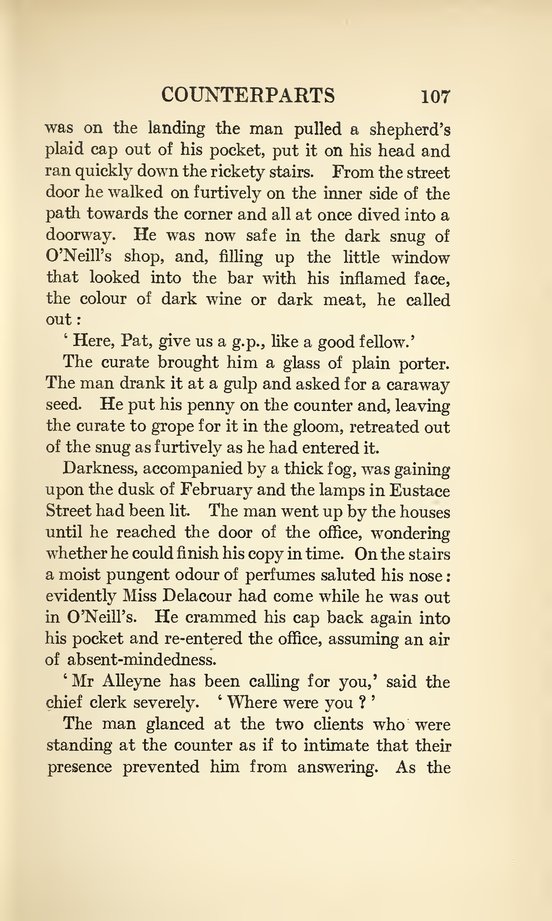 COUNTERPARTS 107
was on the landing the man pulled a shepherd's
plaid cap out of his pocket, put it on his head and
ran quickly down the rickety stairs. From the street
door he walked on furtively on the inner side of the
path towards the corner and all at once dived into a
doorway. He was now safe in the dark snug of
O'Neill's shop, and, filling up the little window
that looked into the bar with his inflamed face,
the colour of dark wine or dark meat, he called
out :
‘ Here, Pat, give us a g.p., like a good fellow.’
The curate brought him a glass of plain porter.
The man drank it at a gulp and asked for a caraway
seed. He put his penny on the counter and, leaving
the curate to grope for it in the gloom, retreated out
of the snug as furtively as he had entered it.
Darkness, accompanied by a thick fog, was gaining
upon the dusk of February and the lamps in Eustace
Street had been lit. The man went up by the houses
until he reached the door of the office, wondering
whether he could finish his copy in time. On the stairs
a moist pungent odour of perfumes saluted his nose :
evidently Miss Delacour had come while he was out
in O'Neill's. He crammed his cap back again into
his pocket and re-entered the office, assuming an air
of absent-mindedness.
‘ Mr Alleyne has been calling for you,’ said the
chief clerk severely. ‘ Where were you ? ’
The man glanced at the two clients who were
standing at the counter as if to intimate that their
presence prevented him from answering. As the